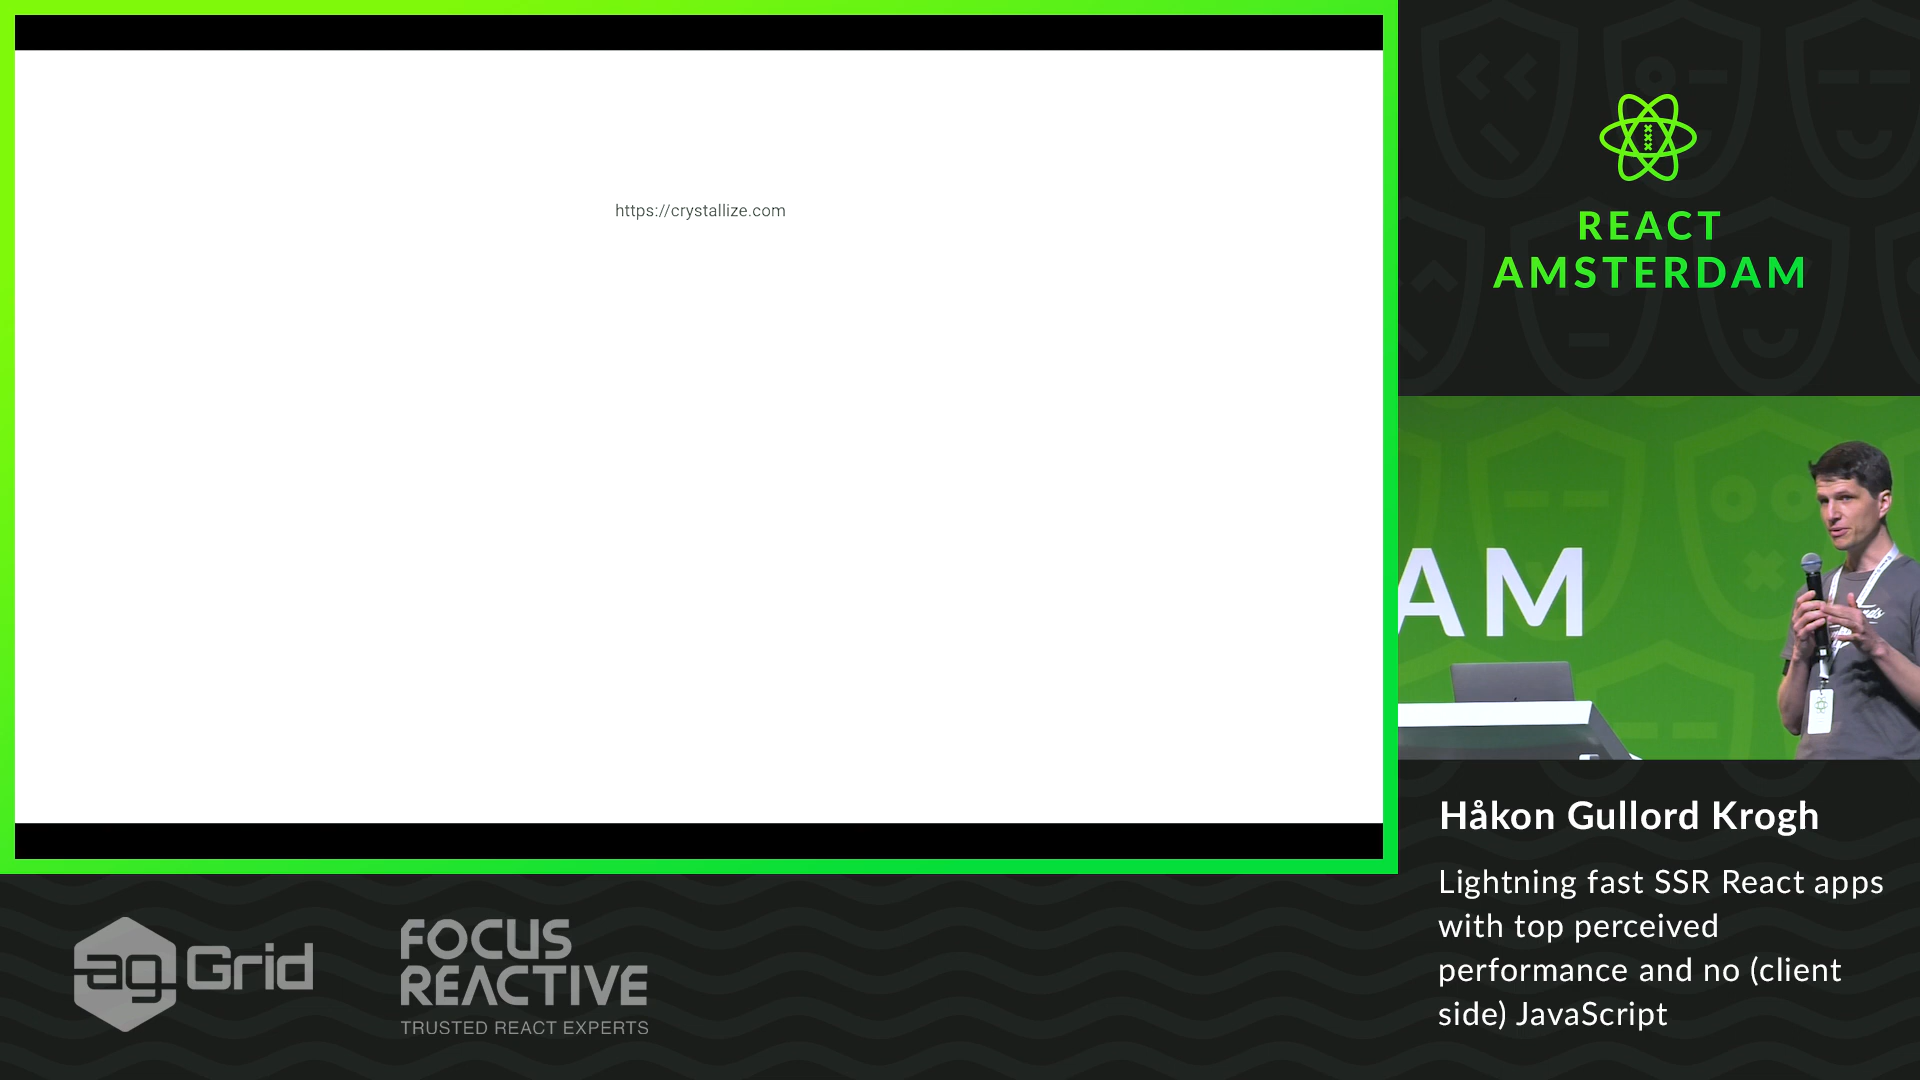 https://crystallize.com
REACT
AMSTERDAM
AM
Håkon Gullord Krogh
Lightning fast SSR React apps
with top perceived
performance and no (client
side) JavaScript
ag Grid
FOCUS
REACTIVE
TRUSTED REACT EXPERTS